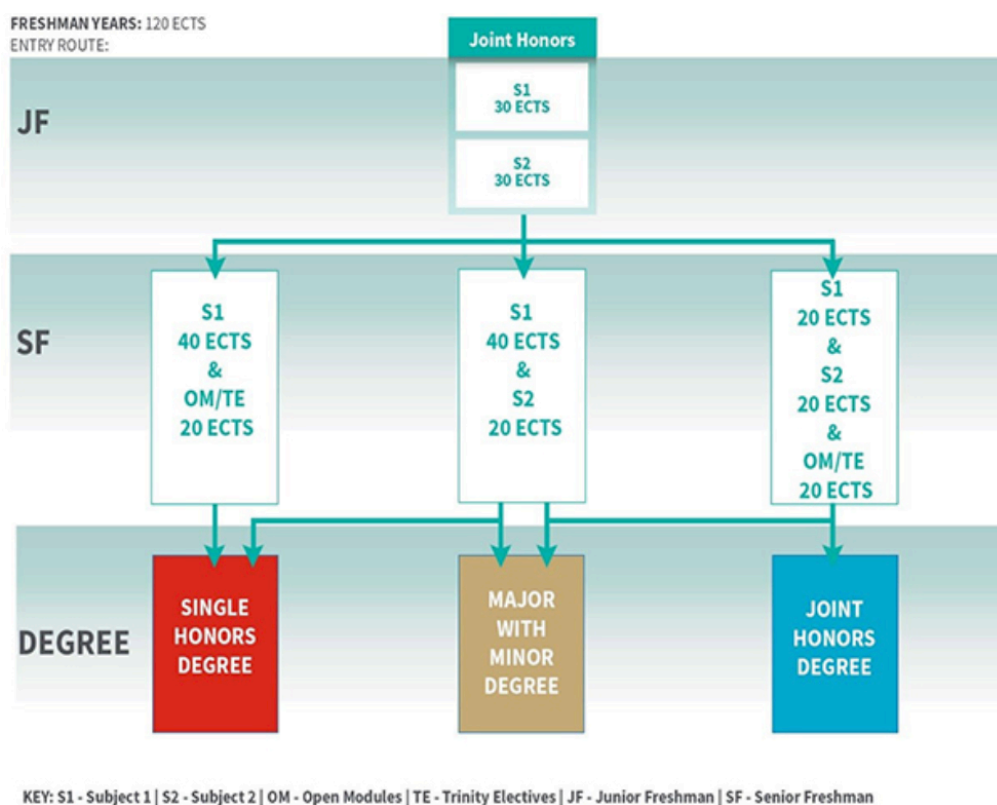 FRESHMAN YEARS: 120 ECTS
ENTRY ROUTE:
Joint Honors
JF
S1
30 ECTS
S2
30 ECTS
SF
S1
40 ECTS
&
OM/TE
20 ECTS
S1
40 ECTS
&
S2
20 ECTS
S1
20 ECTS
&
S2
20 ECTS
&
OM/TE
20 ECTS
DEGREE
SINGLE
HONORS
DEGREE
MAJOR
WITH
MINOR
DEGREE
JOINT
HONORS
DEGREE
KEY: S1 - Subject 1 | S2 - Subject 2 | OM - Open Modules | TE - Trinity Electives | JF - Junior Freshman | SF - Senior Freshman